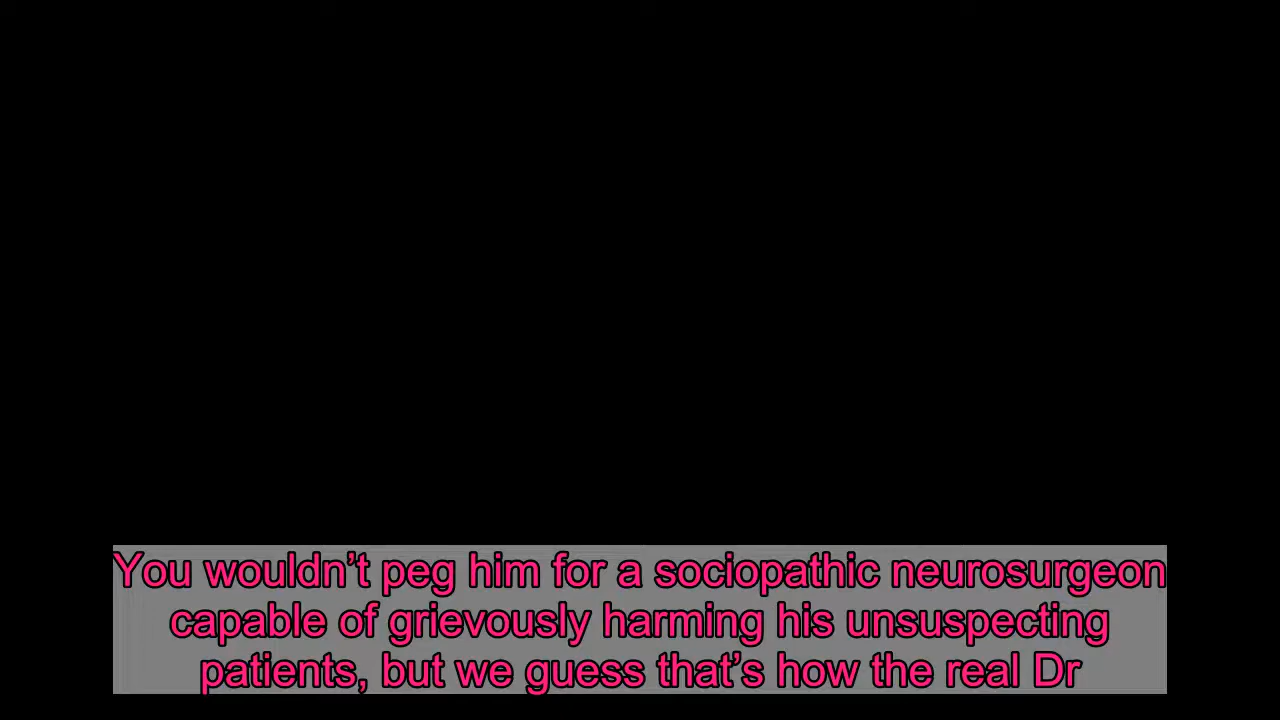 You wouldn’t peg him for a sociopathic neurosurgeon
capable of grievously harming his unsuspecting
patients, but we guess that’s how the real Dr